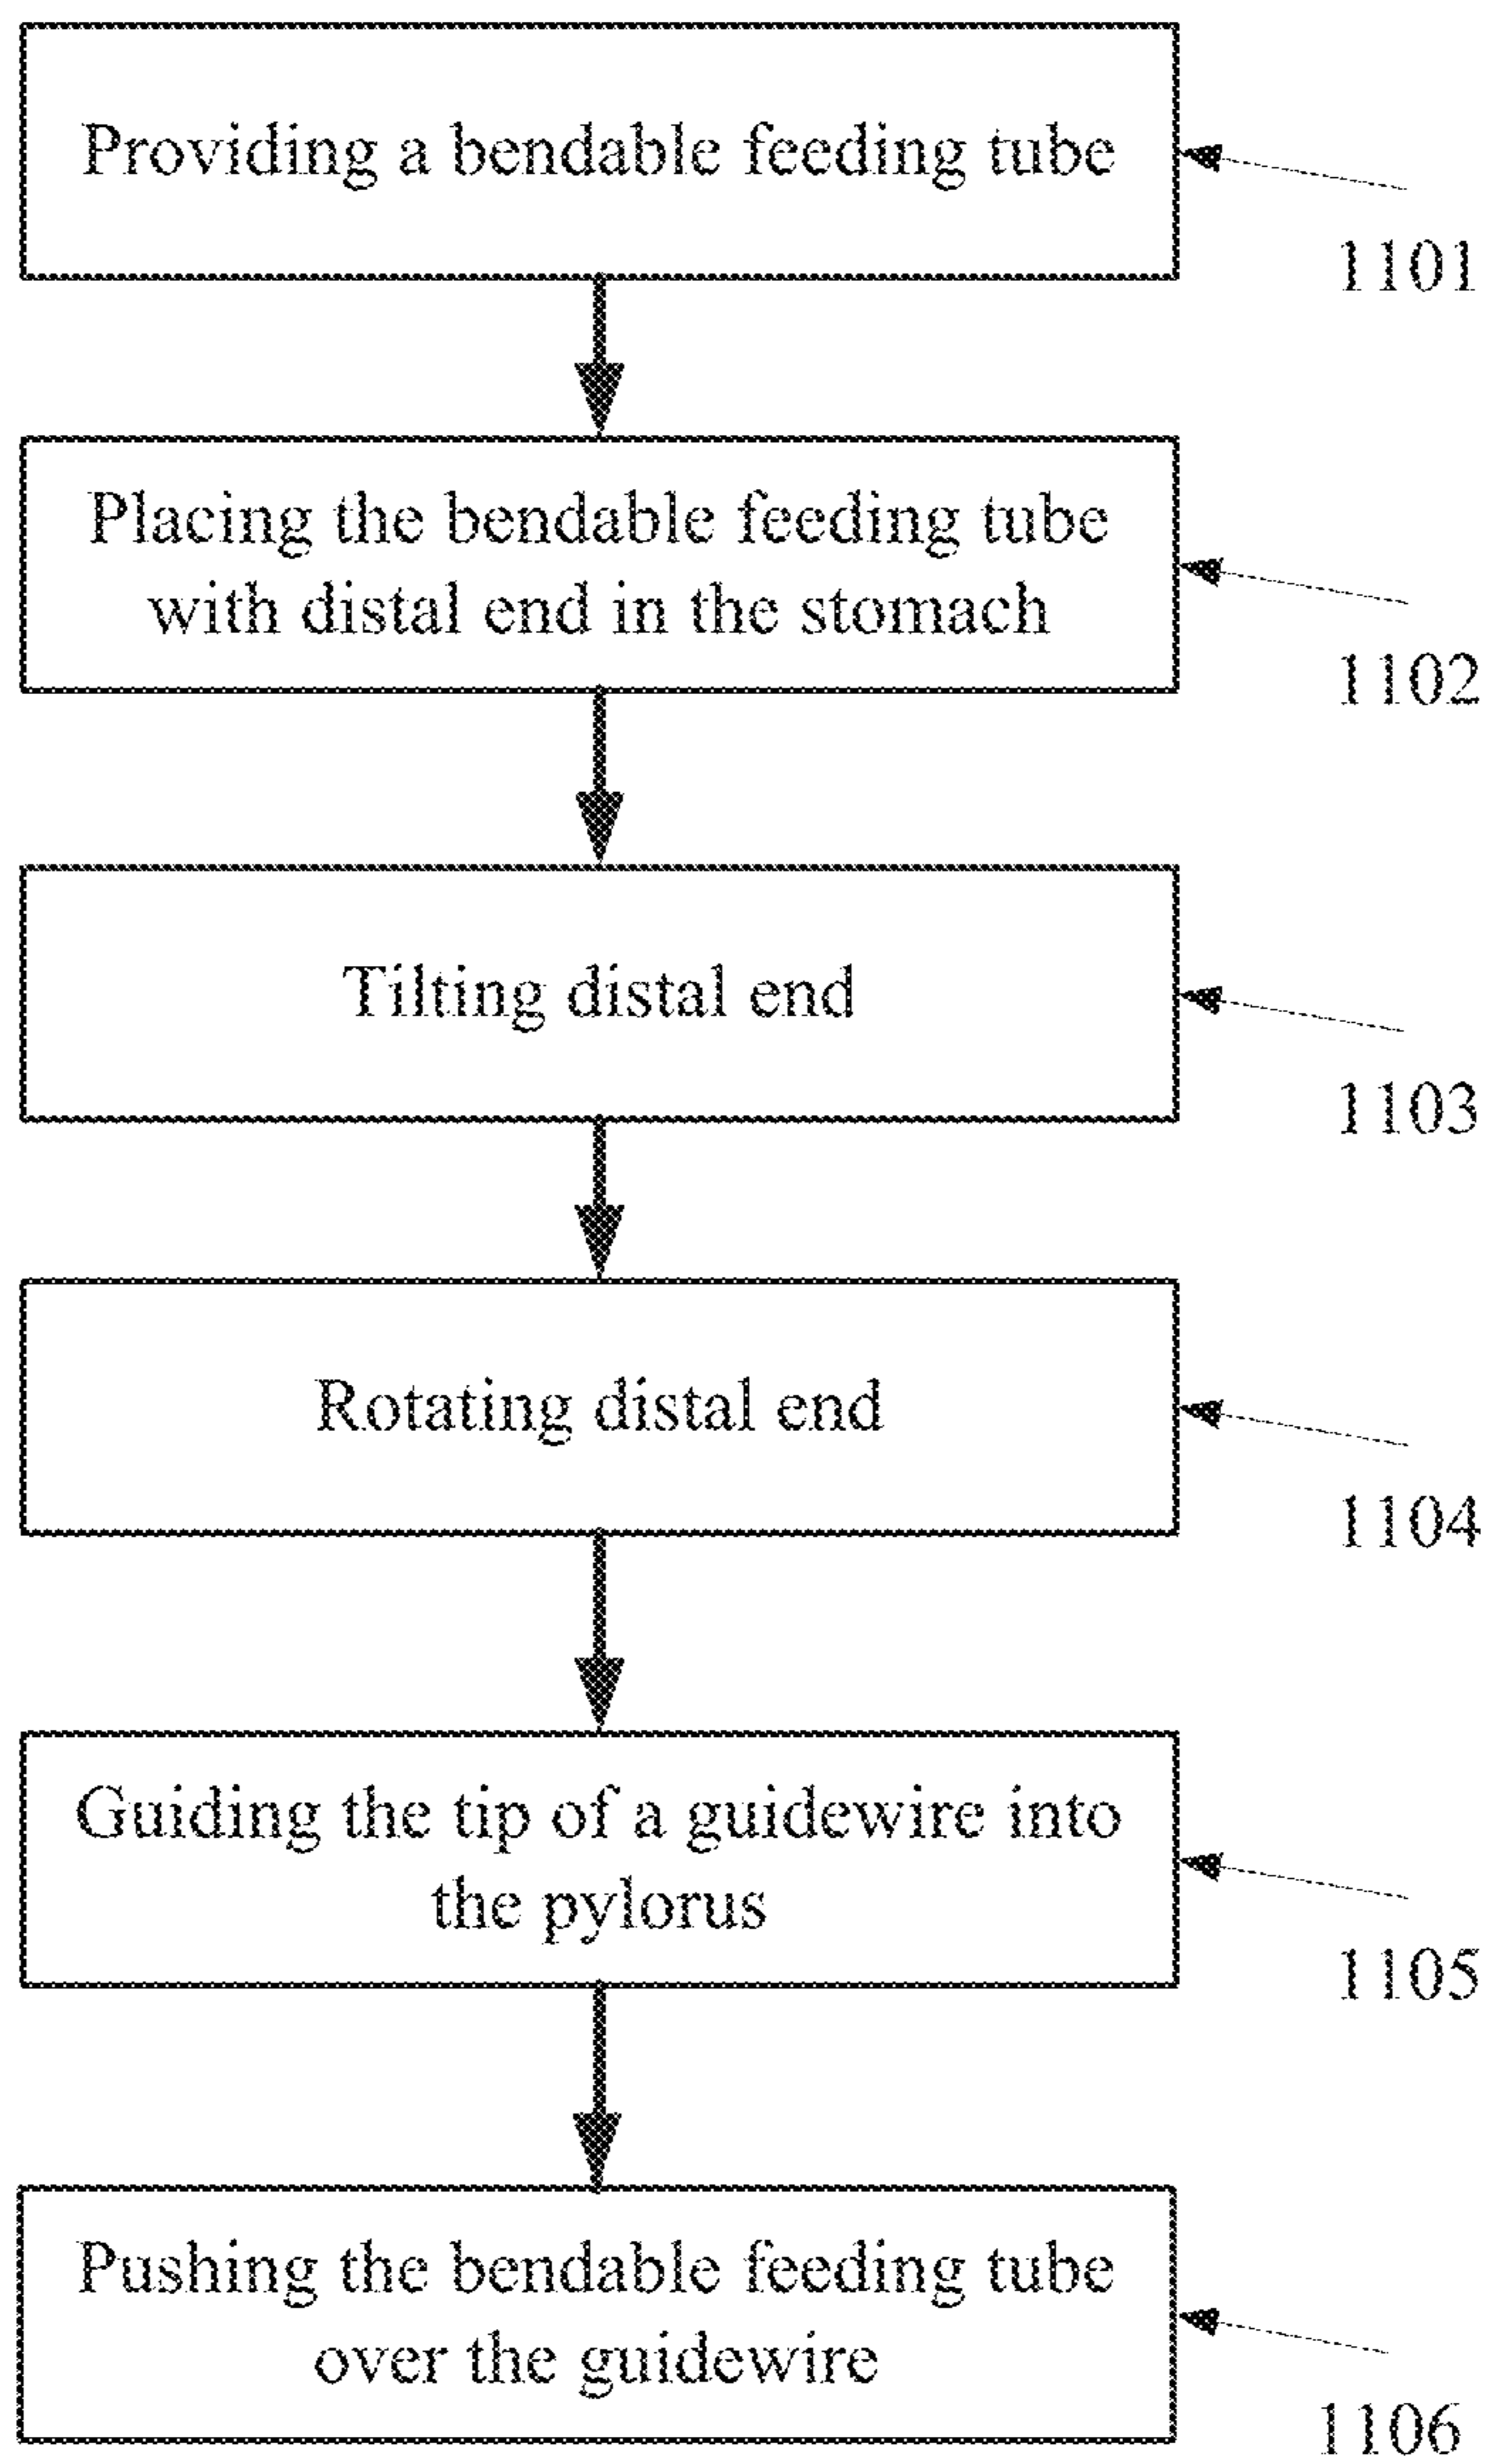 Providing a bendable feeding tube
1101
Placing the bendable feeding tube
with distal end in the stomach
1102
Tilting distal end
1103
Rotating distal end
1104
Guiding the tip of a guidewire into
the pylorus
1105
Pushing the bendable feeding tube
over the guidewire
1106